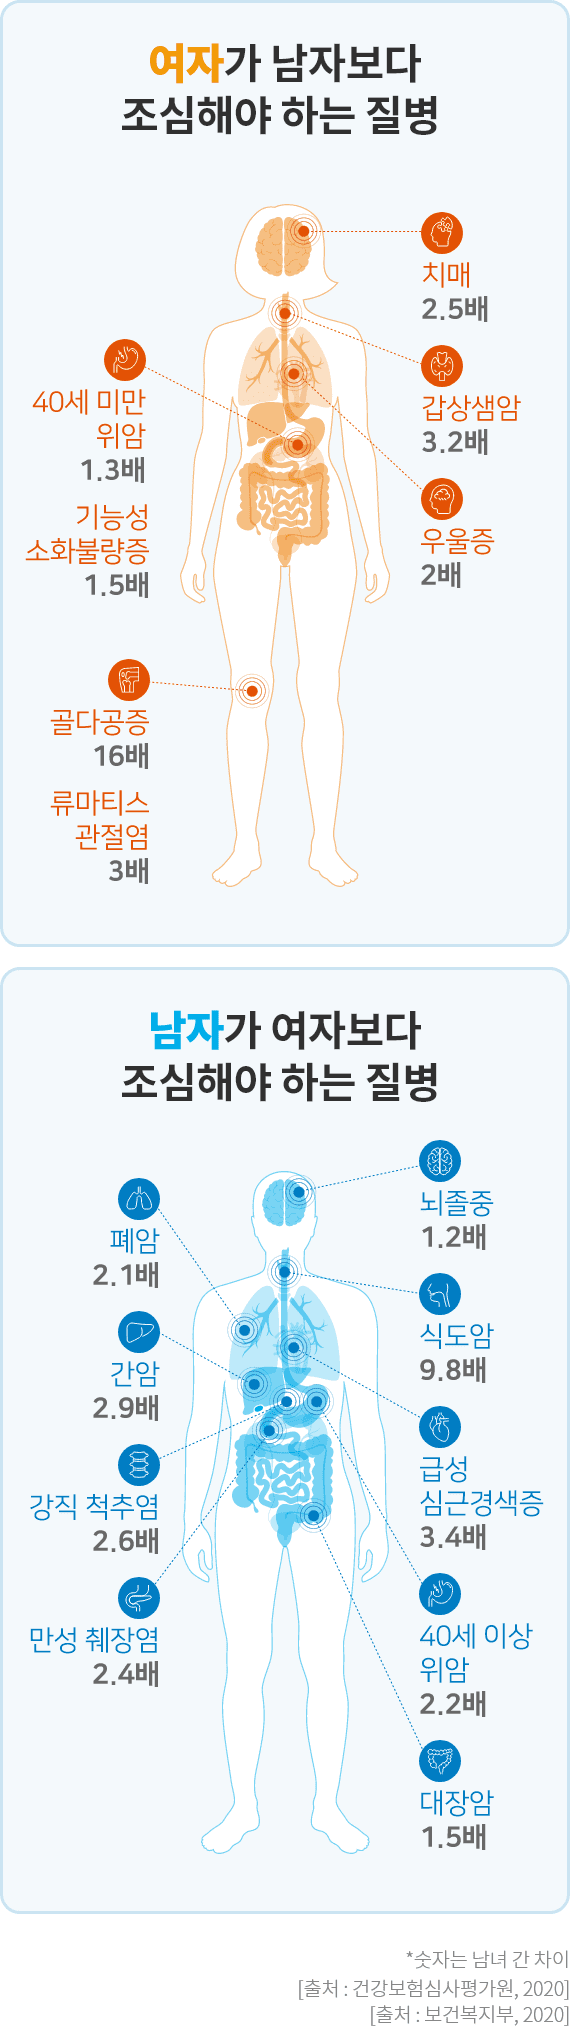 여자가 남자보다
조심해야 하는 질병
치매
2.5배
갑상샘암
3.2배
우울증
2배
40세 미만
위암
1.3배
기능성
소화불량증
1.5배
골다공증
16배
류마티스
관절염
3배
남자가 여자보다
조심해야 하는 질병
폐암
2.1배
간암
2.9배
강직 척추염
2.6배
만성 췌장염
2.4배
뇌졸중
1.2배
식도암
9.8배
급성
심근경색증
3.4배
40세 이상
위암
2.2배
대장암
1.5배
*숫자는 남녀 간 차이
[출처 : 건강보험심사평가원, 2020]
[출처 : 보건복지부, 2020]